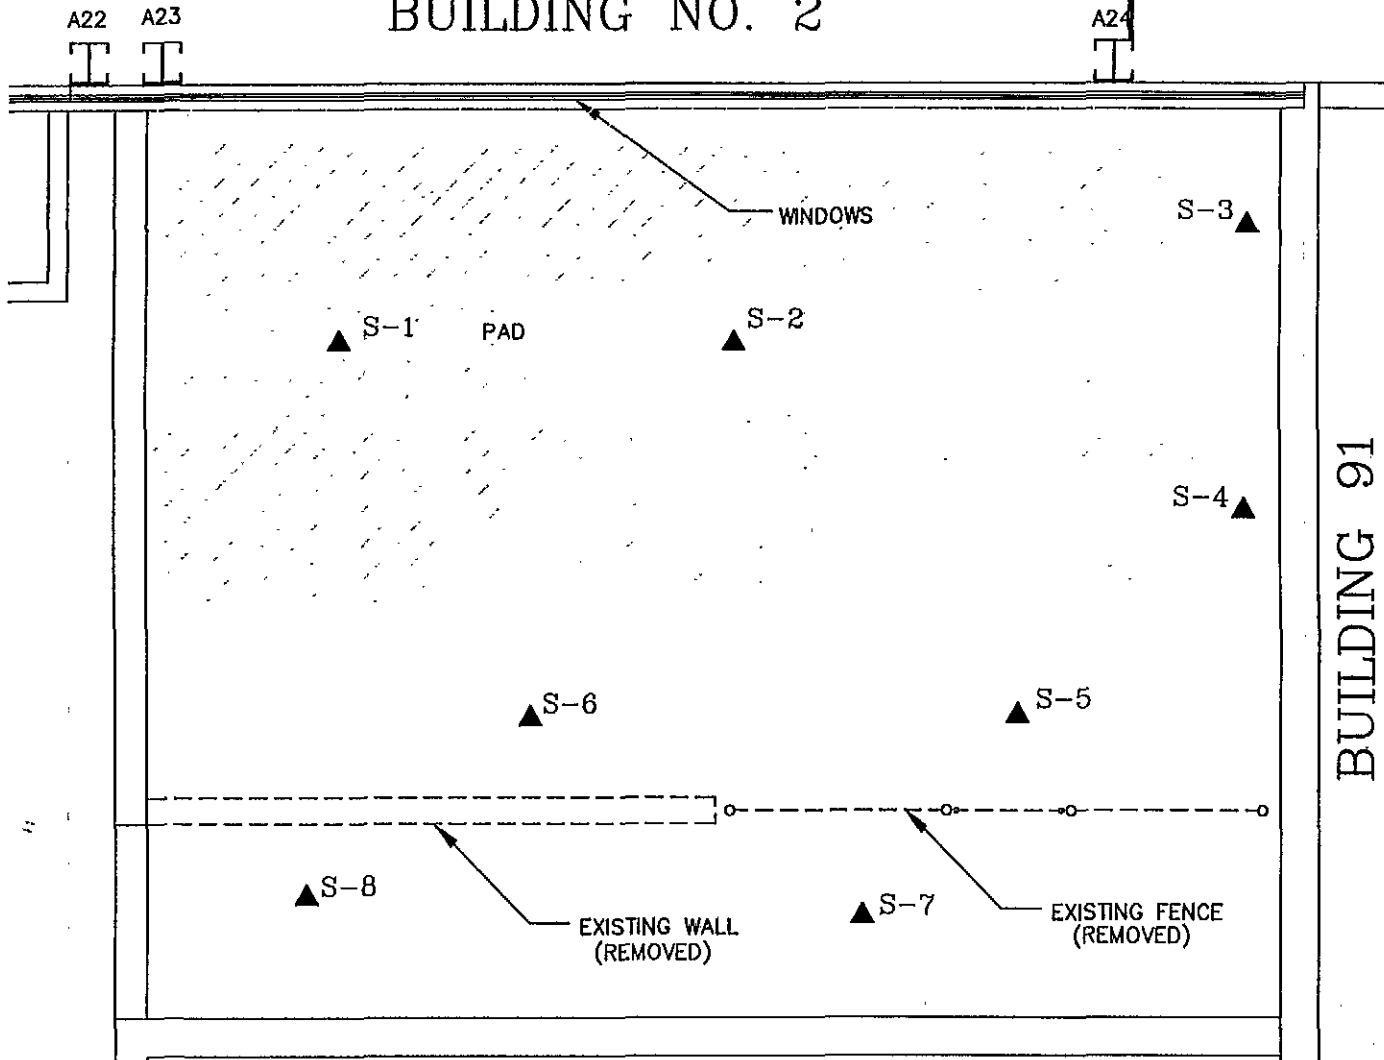 BUILDING NO. 2
A22
A23
A24
WINDOWS
S-3
S-1
PAD
S-2
S-4
BUILDING 91
S-6
S-5
S-8
S-7
EXISTING WALL
(REMOVED)
EXISTING FENCE
(REMOVED)